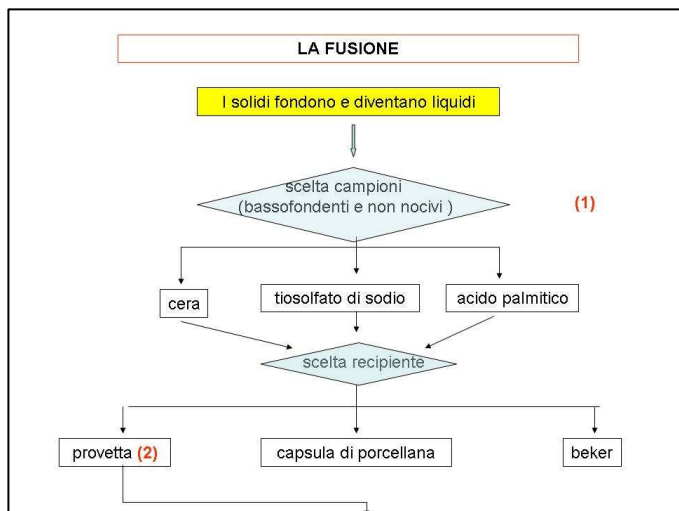 LA FUSIONE
I solidi fondono e diventano liquidi
scelta campioni
(bassofondenti e non nocivi )
(1)
cera
tiosolfato di sodio
acido palmitico
scelta recipiente
provetta (2)
capsula di porcellana
beker